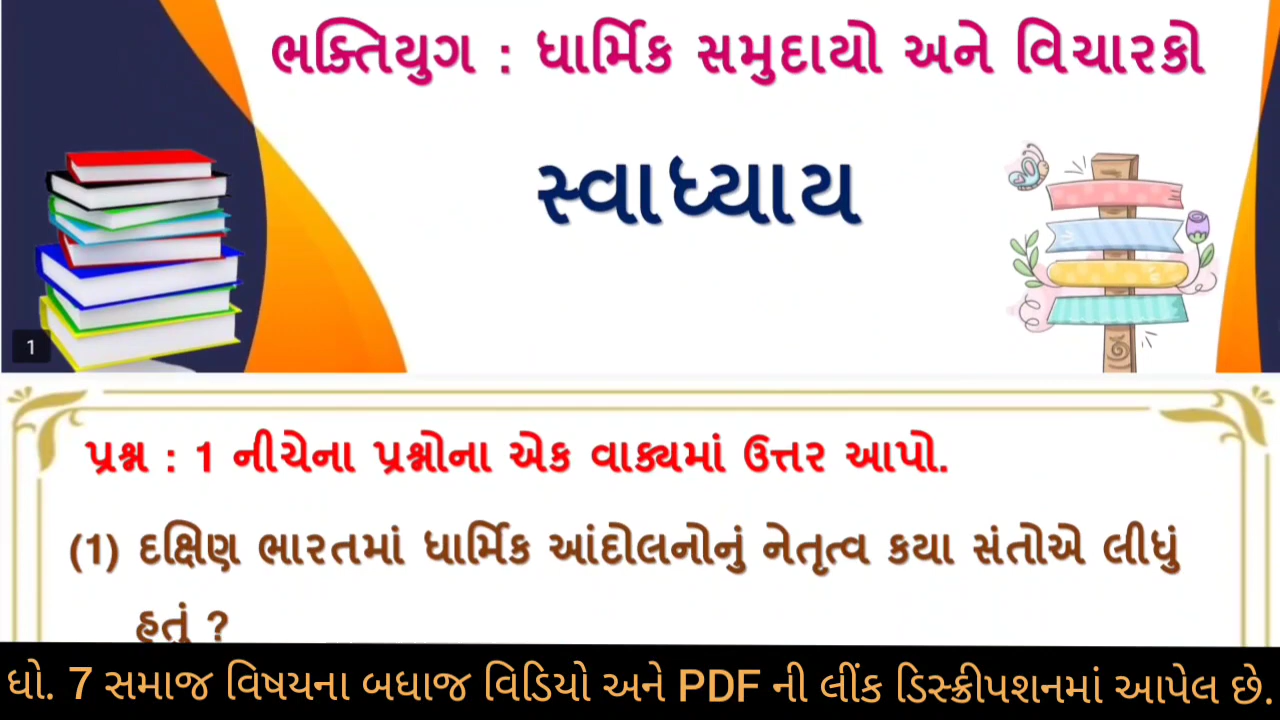 ભક્તિયુગ : ધાર્મિક સમુદાયો અને વિચારકો
સ્વાધ્યાય
1
પ્રશ્ન : 1 નીચેના પ્રશ્નોના એક વાક્યમાં ઉત્તર આપો.
(1) દક્ષિણ ભારતમાં ધાર્મિક આંદોલનોનું નેતૃત્વ કયા સંતોએ લીધું
હતું ?
ધો. 7 સમાજ વિષયના બધાજ વિડિયો અને PDF ની લીંક ડિસ્ક્રીપશનમાં આપેલ છે.